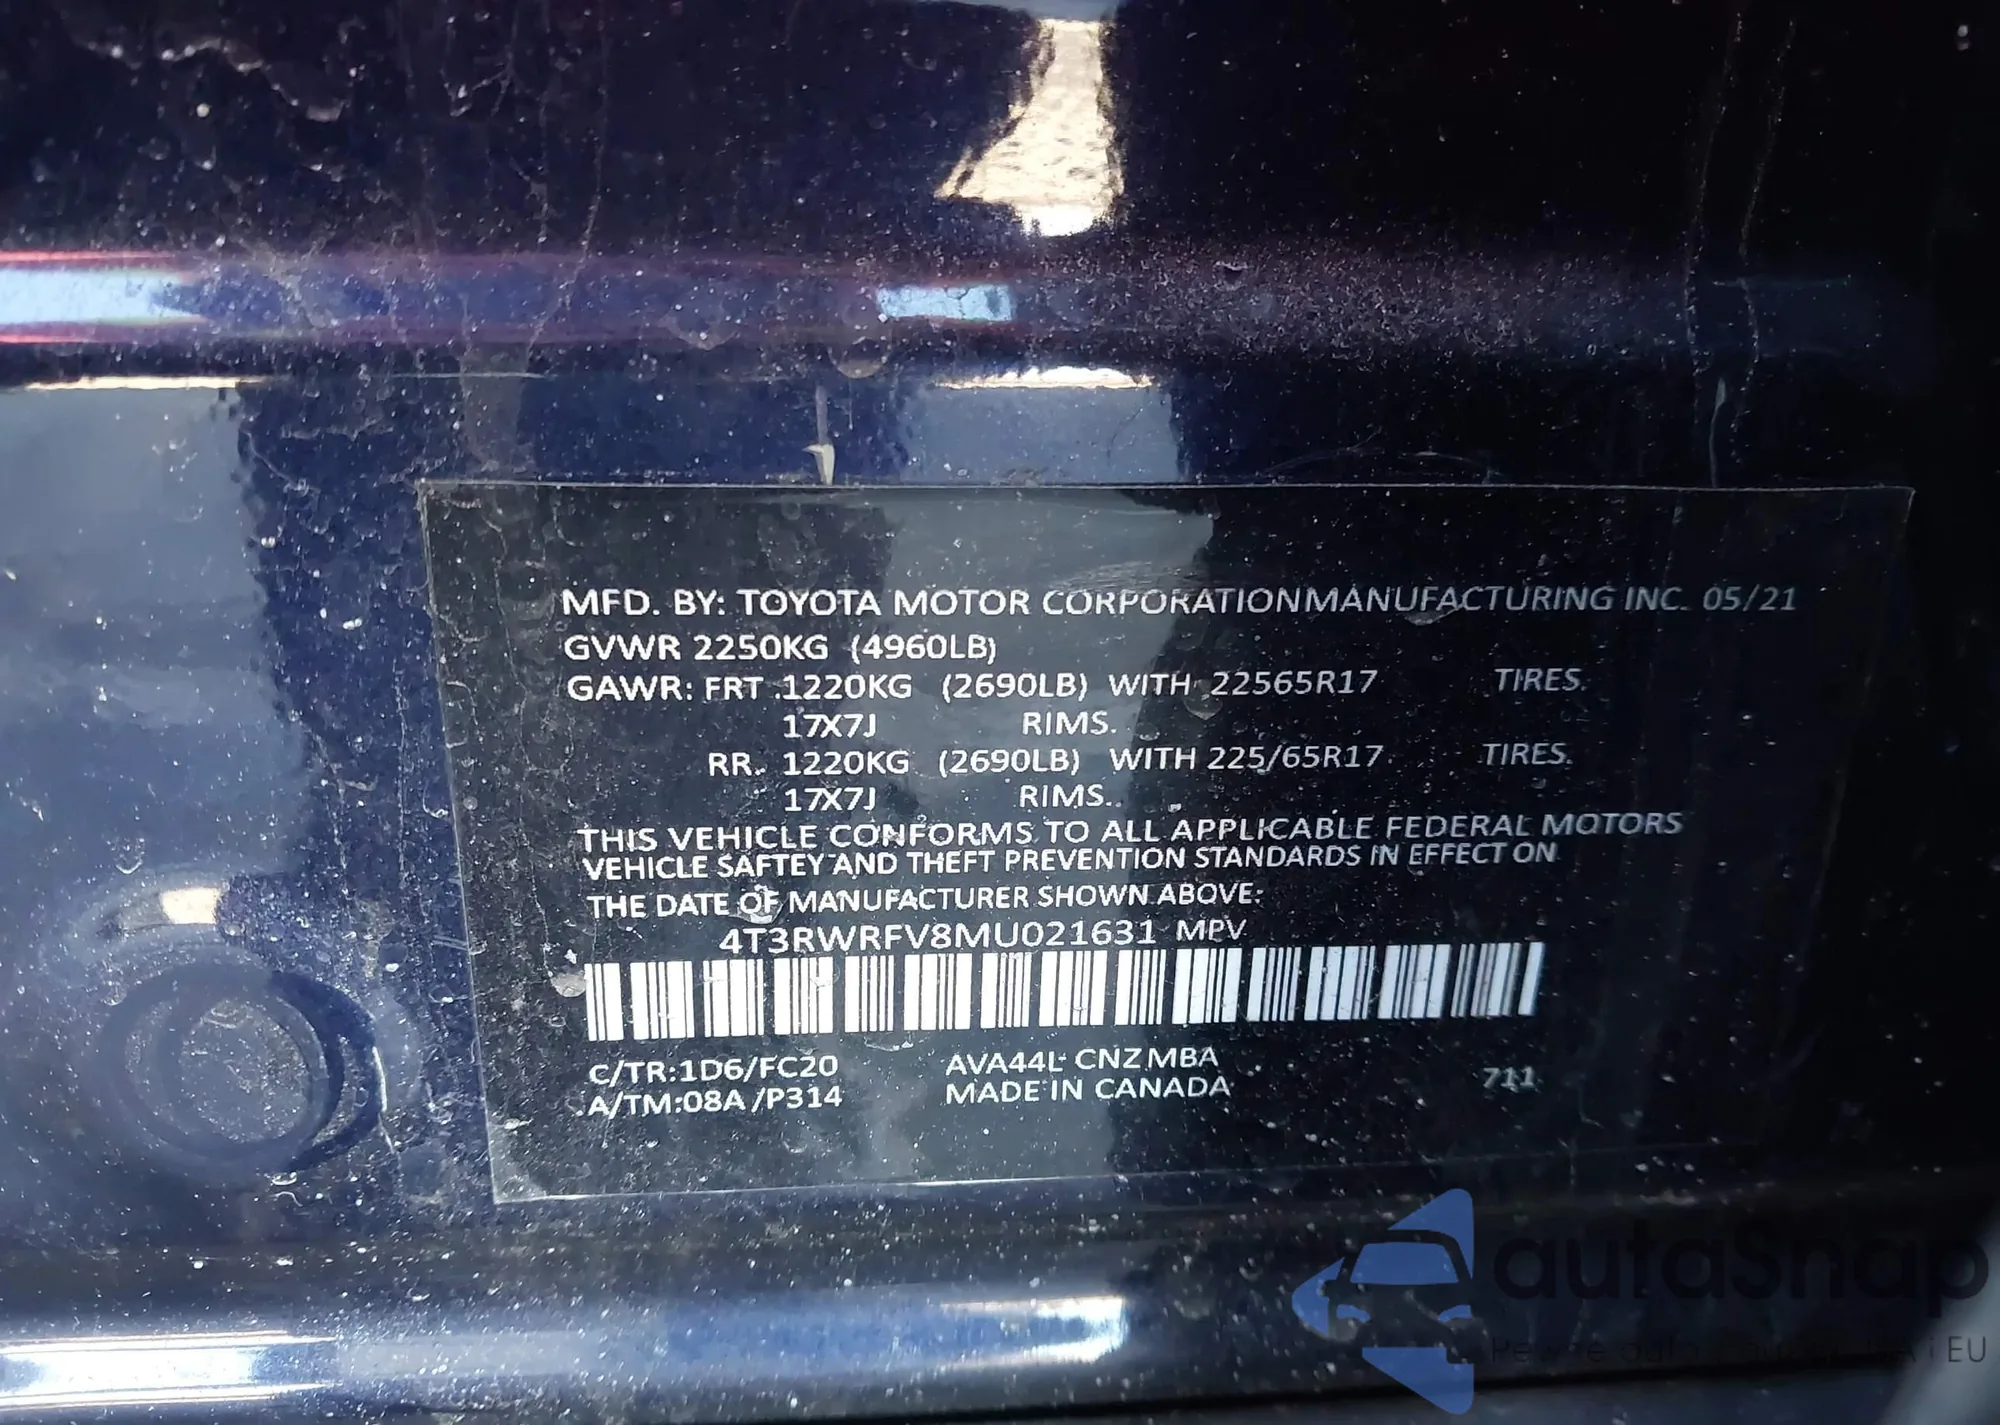 MFD. BY: TOYOTA MOTOR CORPORATIONMANUFACTURING INC. 05/21
GVWR 2250KG (4960LB)
GAWR: FRT 1220KG (2690LB) WITH 22565R17 TIRES.
17X7J RIMS.
RR. 1220KG (2690LB) WITH 225/65R17 TIRES.
17X7J RIMS.
THIS VEHICLE CONFORMS TO ALL APPLICABLE FEDERAL MOTORS
VEHICLE SAFTEY AND THEFT PREVENTION STANDARDS IN EFFECT ON
THE DATE OF MANUFACTURER SHOWN ABOVE:
4T3RWRFV8MU021631 MPV
C/TR:1D6/FC20 AVA44L CNZMBA
A/TM:08A /P314 MADE IN CANADA 711
autaSnap
i EU